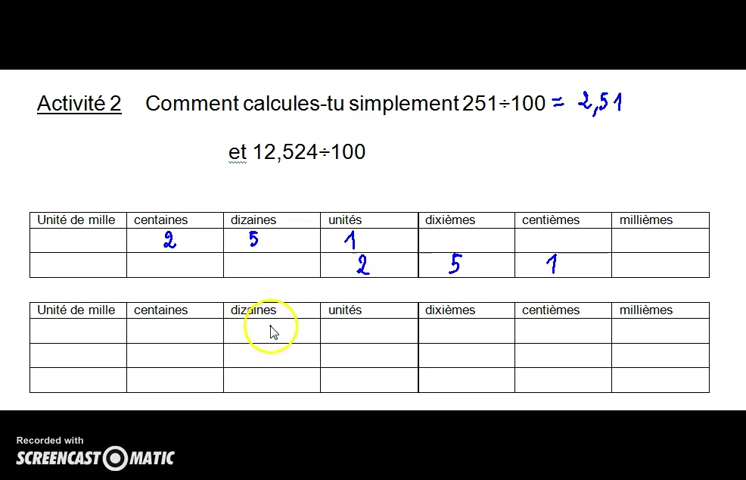 Activité 2 Comment calcules-tu simplement 251÷100 = 2,51
et 12,524÷100
Unité de mille centaines dizaines unités dixièmes centièmes millièmes
2 5 1
2 5 1
Unité de mille centaines dizaines unités dixièmes centièmes millièmes
Recorded with
SCREENCAST MATIC